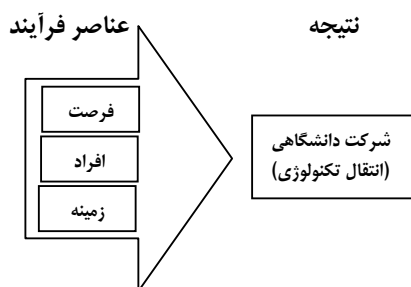 عناصر فرآیند
نتیجه
فرصت
افراد
زمینه
شرکت دانشگاهی
(انتقال تکنولوژی)